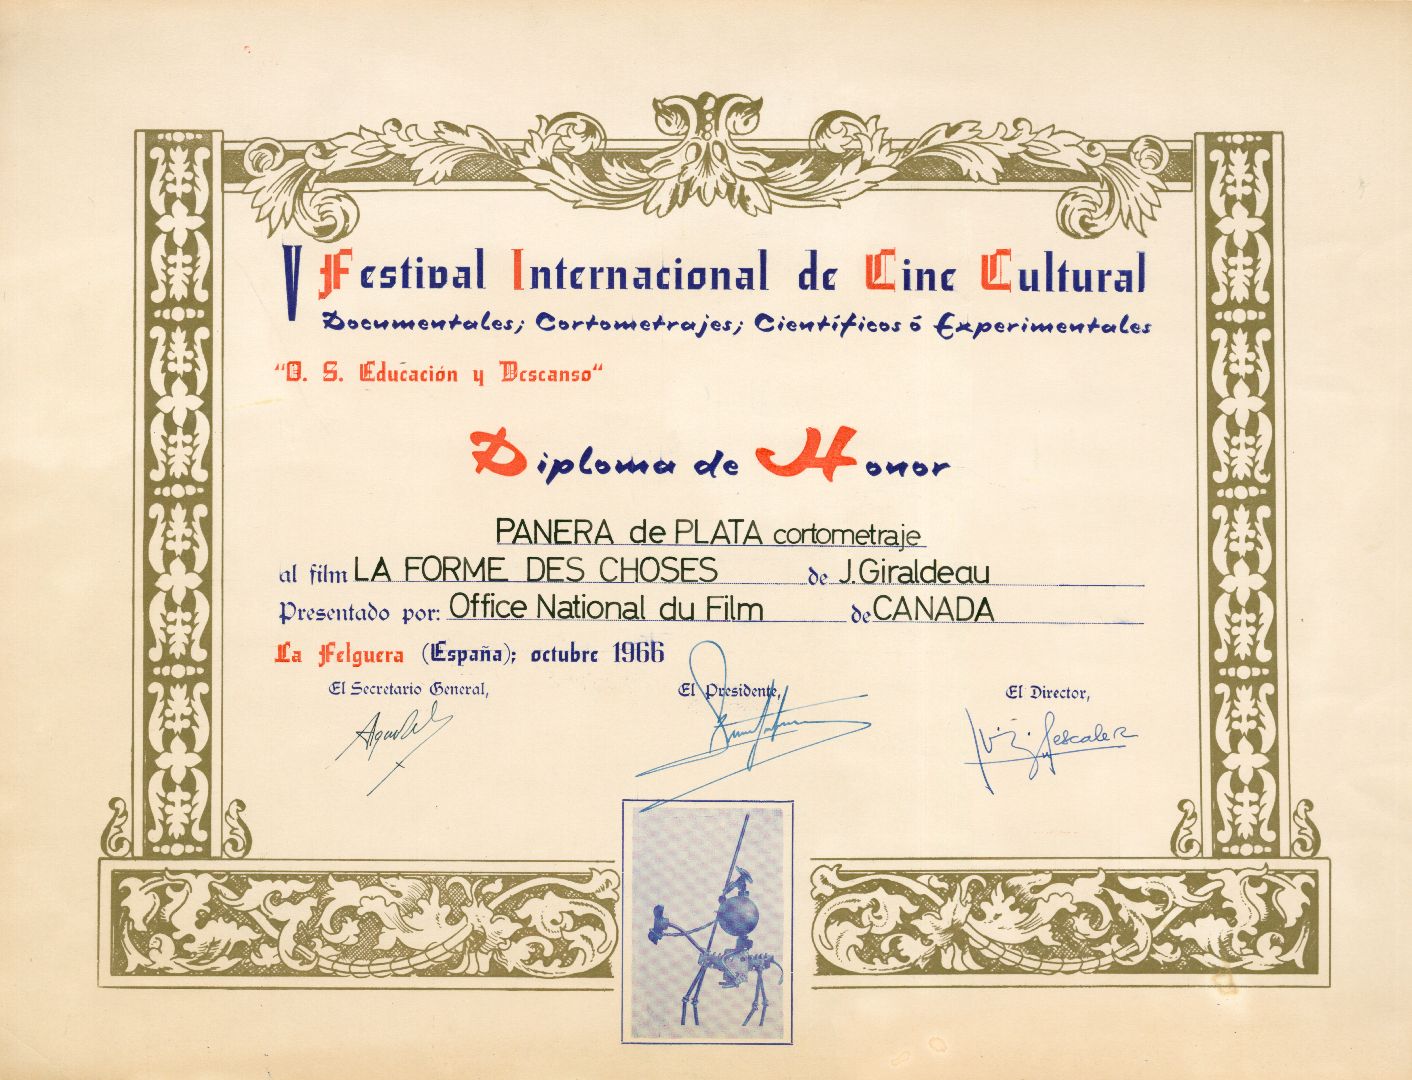 V Festival Internacional de Cine Cultural
Documentales; Cortometrajes; Científicos ó Experimentales
"O. S. Educación y Descanso"
Diploma de Honor
PANERA de PLATA cortometraje
al film LA FORME DES CHOSES de J. Giraldeau
Presentado por: Office National du Film de CANADA
La Felguera (España); octubre 1966
El Secretario General, El Presidente, El Director,